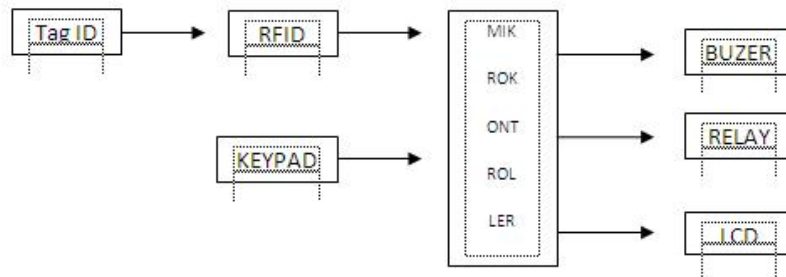 Tag ID
RFID
KEYPAD
MIK
ROK
ONT
ROL
LER
BUZER
RELAY
LCD